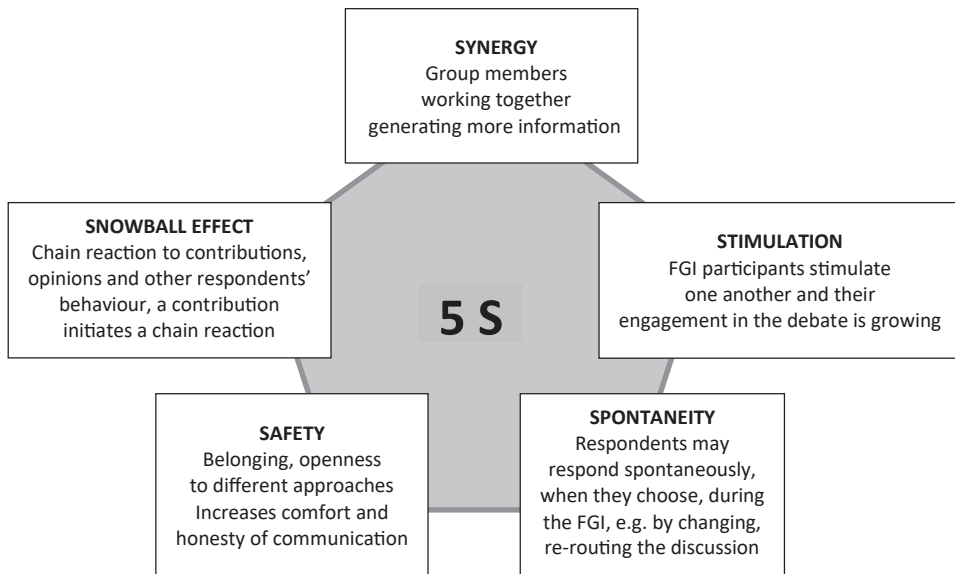 SYNERGY
Group members
working together
generating more information
SNOWBALL EFFECT
Chain reaction to contributions,
opinions and other respondents’
behaviour, a contribution
initiates a chain reaction
STIMULATION
FGI participants stimulate
one another and their
engagement in the debate is growing
5 S
SAFETY
Belonging, openness
to different approaches
Increases comfort and
honesty of communication
SPONTANEITY
Respondents may
respond spontaneously,
when they choose, during
the FGI, e.g. by changing,
re-routing the discussion